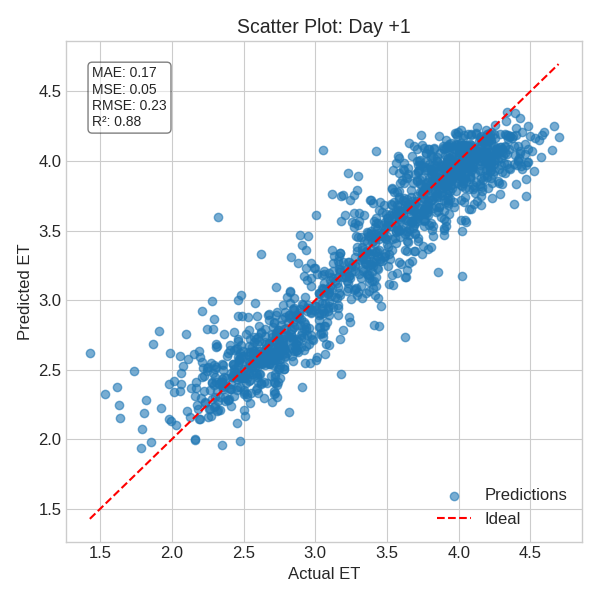 Scatter Plot: Day +1
MAE: 0.17
MSE: 0.05
RMSE: 0.23
R²: 0.88
Predicted ET
4.5
4.0
3.5
3.0
2.5
2.0
1.5
Predictions
Ideal
1.5 2.0 2.5 3.0 3.5 4.0 4.5
Actual ET